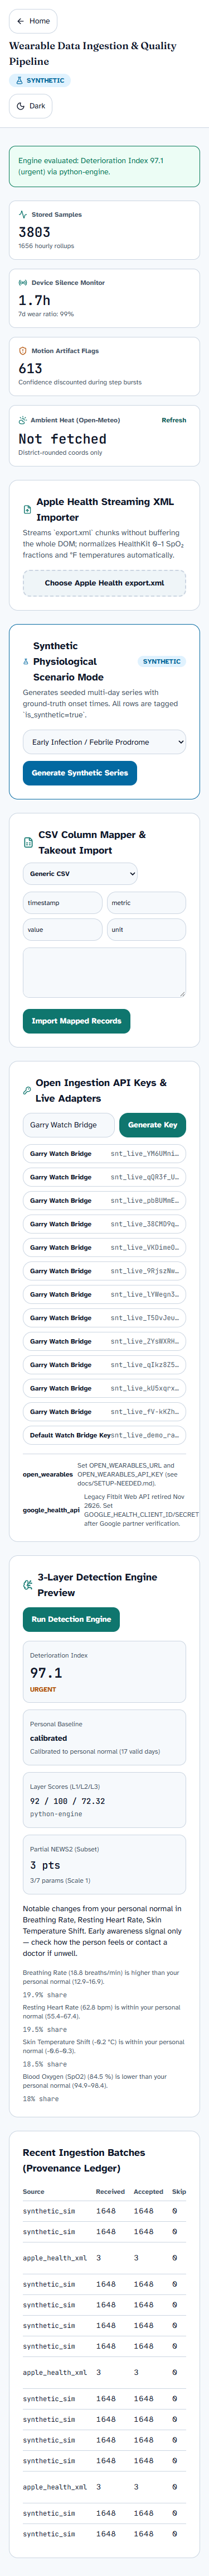 Home
Wearable Data Ingestion & Quality
Pipeline
SYNTHETIC
Dark
Engine evaluated: Deterioration Index 97.1
(urgent) via python-engine.
Stored Samples
3803
1656 hourly rollups
Device Silence Monitor
1.7h
7d wear ratio: 99%
Motion Artifact Flags
613
Confidence discounted during step bursts
Ambient Heat (Open-Meteo)
Refresh
Not fetched
District-rounded coords only
Apple Health Streaming XML
Importer
Streams `export.xml` chunks without buffering
the whole DOM; normalizes HealthKit 0–1 SpO₂
fractions and °F temperatures automatically.
Choose Apple Health export.xml
Synthetic
Physiological
Scenario Mode
SYNTHETIC
Generates seeded multi-day series with
ground-truth onset times. All rows are tagged
`is_synthetic=true`.
Early Infection / Febrile Prodrome
Generate Synthetic Series
CSV Column Mapper &
Takeout Import
Generic CSV
timestamp
metric
value
unit
Import Mapped Records
Open Ingestion API Keys &
Live Adapters
Garry Watch Bridge
Generate Key
Garry Watch Bridge snt_live_YM6UMni…
Garry Watch Bridge snt_live_qQR3f_U…
Garry Watch Bridge snt_live_pbBUMmE…
Garry Watch Bridge snt_live_38CMD9q…
Garry Watch Bridge snt_live_VKDimeO…
Garry Watch Bridge snt_live_9RjszNw…
Garry Watch Bridge snt_live_lYWegn3…
Garry Watch Bridge snt_live_T5OvJeu…
Garry Watch Bridge snt_live_ZYsWXRH…
Garry Watch Bridge snt_live_qIkz8Z5…
Garry Watch Bridge snt_live_kU5xqrx…
Garry Watch Bridge snt_live_fV-kKZh…
Default Watch Bridge Key snt_live_demo_ra…
open_wearables
Set OPEN_WEARABLES_URL and
OPEN_WEARABLES_API_KEY (see
docs/SETUP-NEEDED.md).
google_health_api
Legacy Fitbit Web API retired Nov
2026. Set
GOOGLE_HEALTH_CLIENT_ID/SECRET
after Google partner verification.
3-Layer Detection Engine
Preview
Run Detection Engine
Deterioration Index
97.1
URGENT
Personal Baseline
calibrated
Calibrated to personal normal (17 valid days)
Layer Scores (L1/L2/L3)
92 / 100 / 72.32
python-engine
Partial NEWS2 (Subset)
3 pts
3/7 params (Scale 1)
Notable changes from your personal normal in
Breathing Rate, Resting Heart Rate, Skin
Temperature Shift. Early awareness signal only
— check how the person feels or contact a
doctor if unwell.
Breathing Rate (18.8 breaths/min) is higher than your
personal normal (12.9–16.9).
19.9% share
Resting Heart Rate (62.8 bpm) is within your personal
normal (55.4–67.4).
19.5% share
Skin Temperature Shift (-0.2 °C) is within your personal
normal (-0.6–0.3).
18.5% share
Blood Oxygen (SpO2) (84.5 %) is lower than your
personal normal (94.9–98.4).
18% share
Recent Ingestion Batches
(Provenance Ledger)
Source Received Accepted Skip
synthetic_sim 1648 1648 0
synthetic_sim 1648 1648 0
apple_health_xml 3 3 0
synthetic_sim 1648 1648 0
synthetic_sim 1648 1648 0
synthetic_sim 1648 1648 0
synthetic_sim 1648 1648 0
apple_health_xml 3 3 0
synthetic_sim 1648 1648 0
synthetic_sim 1648 1648 0
synthetic_sim 1648 1648 0
synthetic_sim 1648 1648 0
apple_health_xml 3 3 0
synthetic_sim 1648 1648 0
synthetic_sim 1648 1648 0